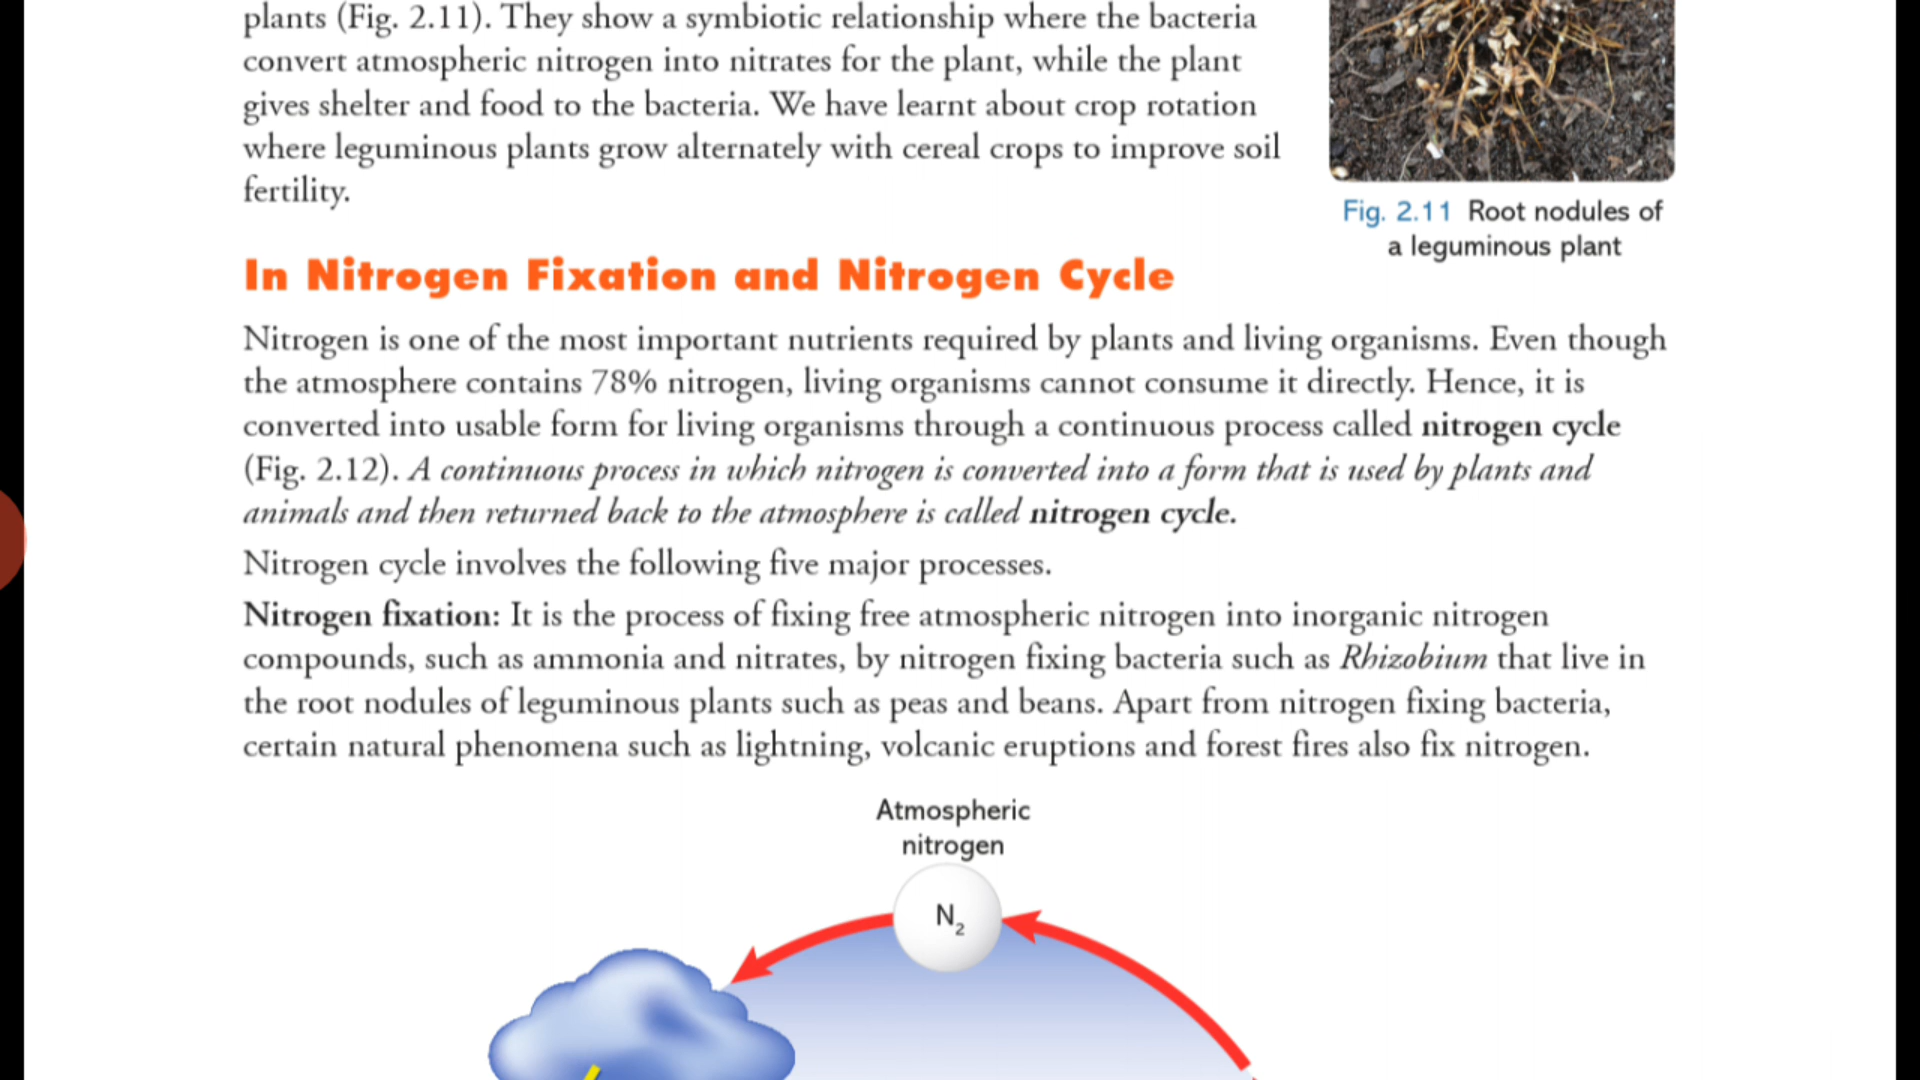 plants (Fig. 2.11). They show a symbiotic relationship where the bacteria
convert atmospheric nitrogen into nitrates for the plant, while the plant
gives shelter and food to the bacteria. We have learnt about crop rotation
where leguminous plants grow alternately with cereal crops to improve soil
fertility.
Fig. 2.11 Root nodules of
a leguminous plant
In Nitrogen Fixation and Nitrogen Cycle
Nitrogen is one of the most important nutrients required by plants and living organisms. Even though
the atmosphere contains 78% nitrogen, living organisms cannot consume it directly. Hence, it is
converted into usable form for living organisms through a continuous process called nitrogen cycle
(Fig. 2.12). A continuous process in which nitrogen is converted into a form that is used by plants and
animals and then returned back to the atmosphere is called nitrogen cycle.
Nitrogen cycle involves the following five major processes.
Nitrogen fixation: It is the process of fixing free atmospheric nitrogen into inorganic nitrogen
compounds, such as ammonia and nitrates, by nitrogen fixing bacteria such as Rhizobium that live in
the root nodules of leguminous plants such as peas and beans. Apart from nitrogen fixing bacteria,
certain natural phenomena such as lightning, volcanic eruptions and forest fires also fix nitrogen.
Atmospheric
nitrogen
N₂